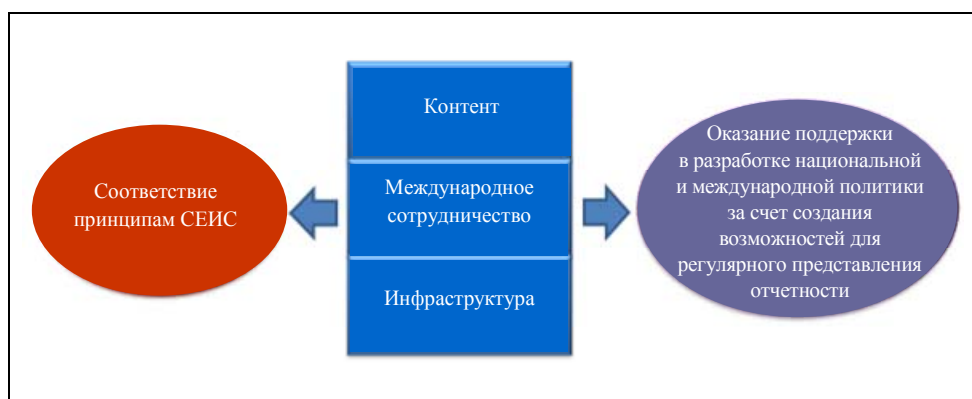 Соответствие
принципам СЕИС
Контент
Международное
сотрудничество
Инфраструктура
Оказание поддержки
в разработке национальной
и международной политики
за счет создания
возможностей для
регулярного представления
отчетности